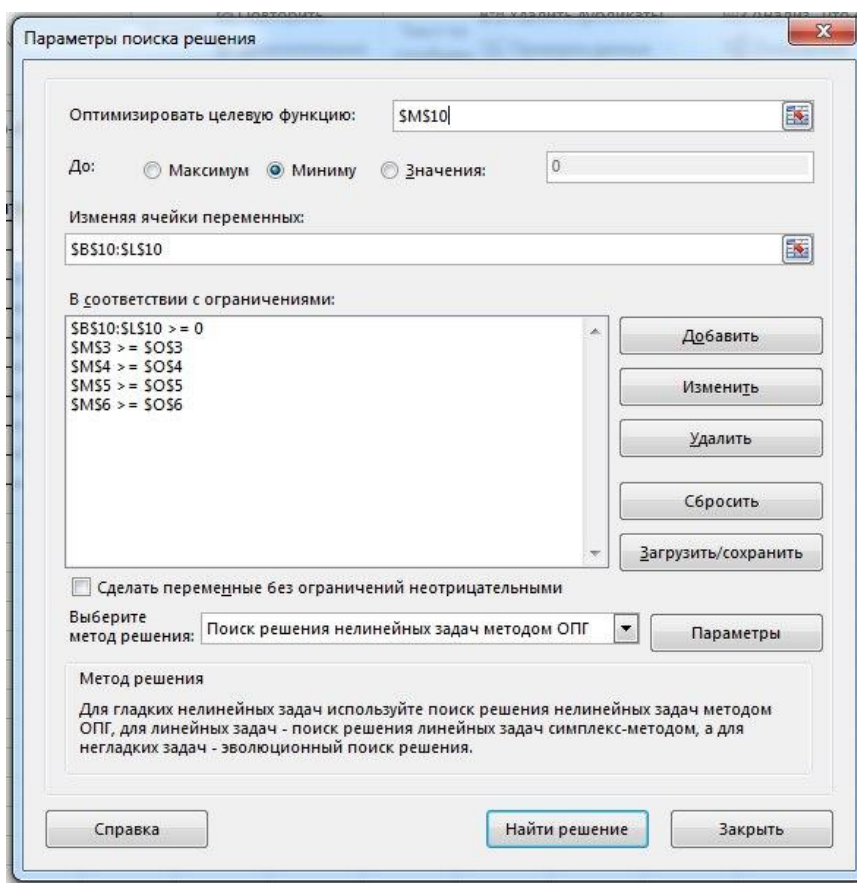 Повторить
Удалить дубликаты
Параметры поиска решения
Оптимизировать целевую функцию:
$M$10
До:
Максимум
Миниму
Значения:
0
Изменяя ячейки переменных:
$B$10:$L$10
В соответствии с ограничениями:
$B$10:$L$10 >= 0
$M$3 >= $O$3
$M$4 >= $O$4
$M$5 >= $O$5
$M$6 >= $O$6
Добавить
Изменить
Удалить
Сбросить
Загрузить/сохранить
Сделать переменные без ограничений неотрицательными
Выберите
метод решения:
Поиск решения нелинейных задач методом ОПГ
Параметры
Метод решения
Для гладких нелинейных задач используйте поиск решения нелинейных задач методом
ОПГ, для линейных задач - поиск решения линейных задач симплекс-методом, а для
негладких задач - эволюционный поиск решения.
Справка
Найти решение
Закрыть